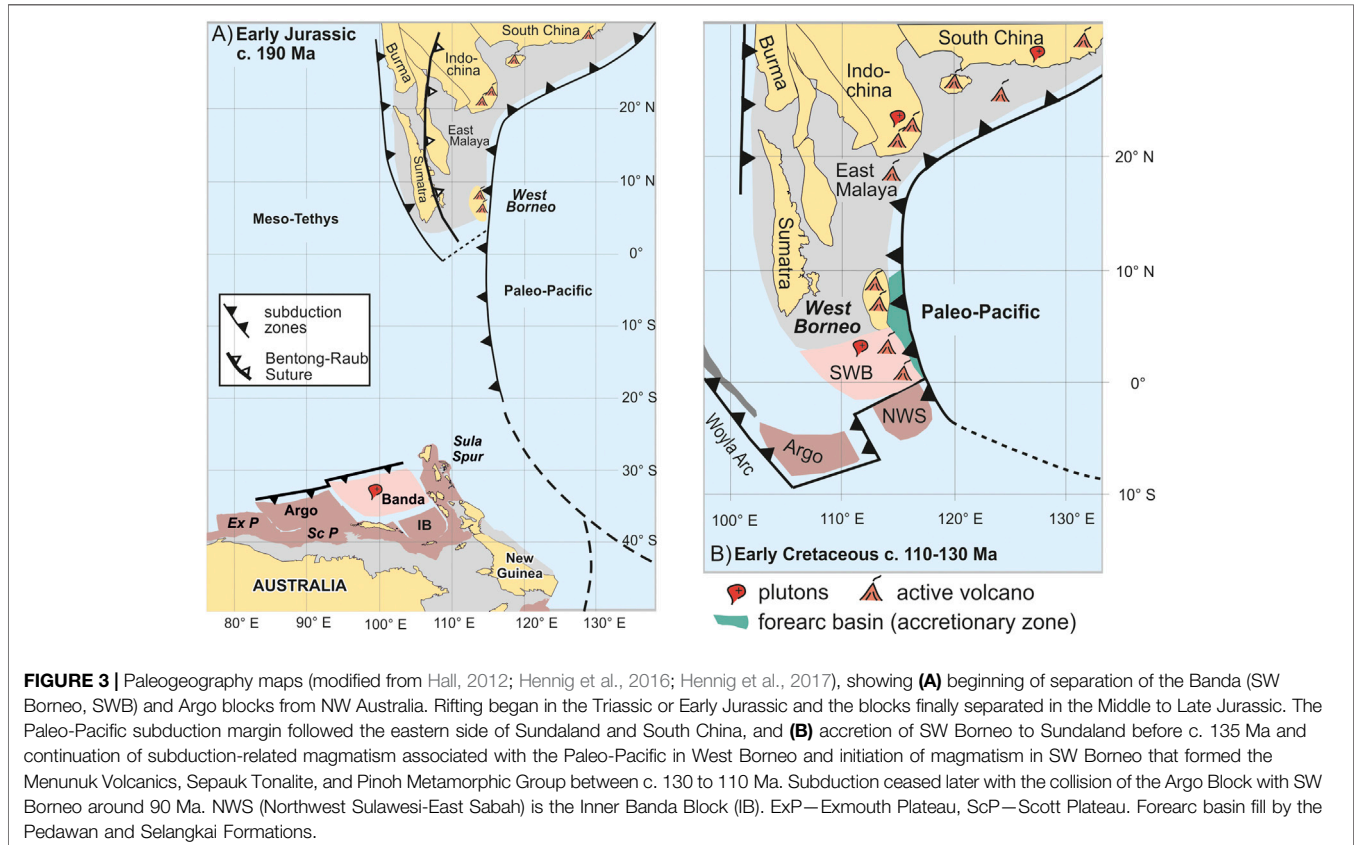 A) Early Jurassic
c. 190 Ma
South China
Burma
Indo-
china
20° N
East
Malaya
Sumatra
10° N
West
Borneo
Meso-Tethys
0°
Paleo-Pacific
subduction
zones
10° S
Bentong-Raub
Suture
20° S
Sula
Spur
30° S
Banda
Argo
Ex P
Sc P
IB
40° S
New
Guinea
AUSTRALIA
80° E
90° E
100° E
110° E
120° E
130° E
South China
Burma
Indo-
china
20° N
East
Malaya
Sumatra
10° N
West
Borneo
Paleo-Pacific
SWB
0°
NWS
Woyla Arc
Argo
10° S
100° E
110° E
120° E
130° E
B) Early Cretaceous c. 110-130 Ma
plutons
active volcano
forearc basin (accretionary zone)
FIGURE 3 | Paleogeography maps (modified from Hall, 2012; Hennig et al., 2016; Hennig et al., 2017), showing (A) beginning of separation of the Banda (SW
Borneo, SWB) and Argo blocks from NW Australia. Rifting began in the Triassic or Early Jurassic and the blocks finally separated in the Middle to Late Jurassic. The
Paleo-Pacific subduction margin followed the eastern side of Sundaland and South China, and (B) accretion of SW Borneo to Sundaland before c. 135 Ma and
continuation of subduction-related magmatism associated with the Paleo-Pacific in West Borneo and initiation of magmatism in SW Borneo that formed the
Menunuk Volcanics, Sepauk Tonalite, and Pinoh Metamorphic Group between c. 130 to 110 Ma. Subduction ceased later with the collision of the Argo Block with SW
Borneo around 90 Ma. NWS (Northwest Sulawesi-East Sabah) is the Inner Banda Block (IB). ExP—Exmouth Plateau, ScP—Scott Plateau. Forearc basin fill by the
Pedawan and Selangkai Formations.